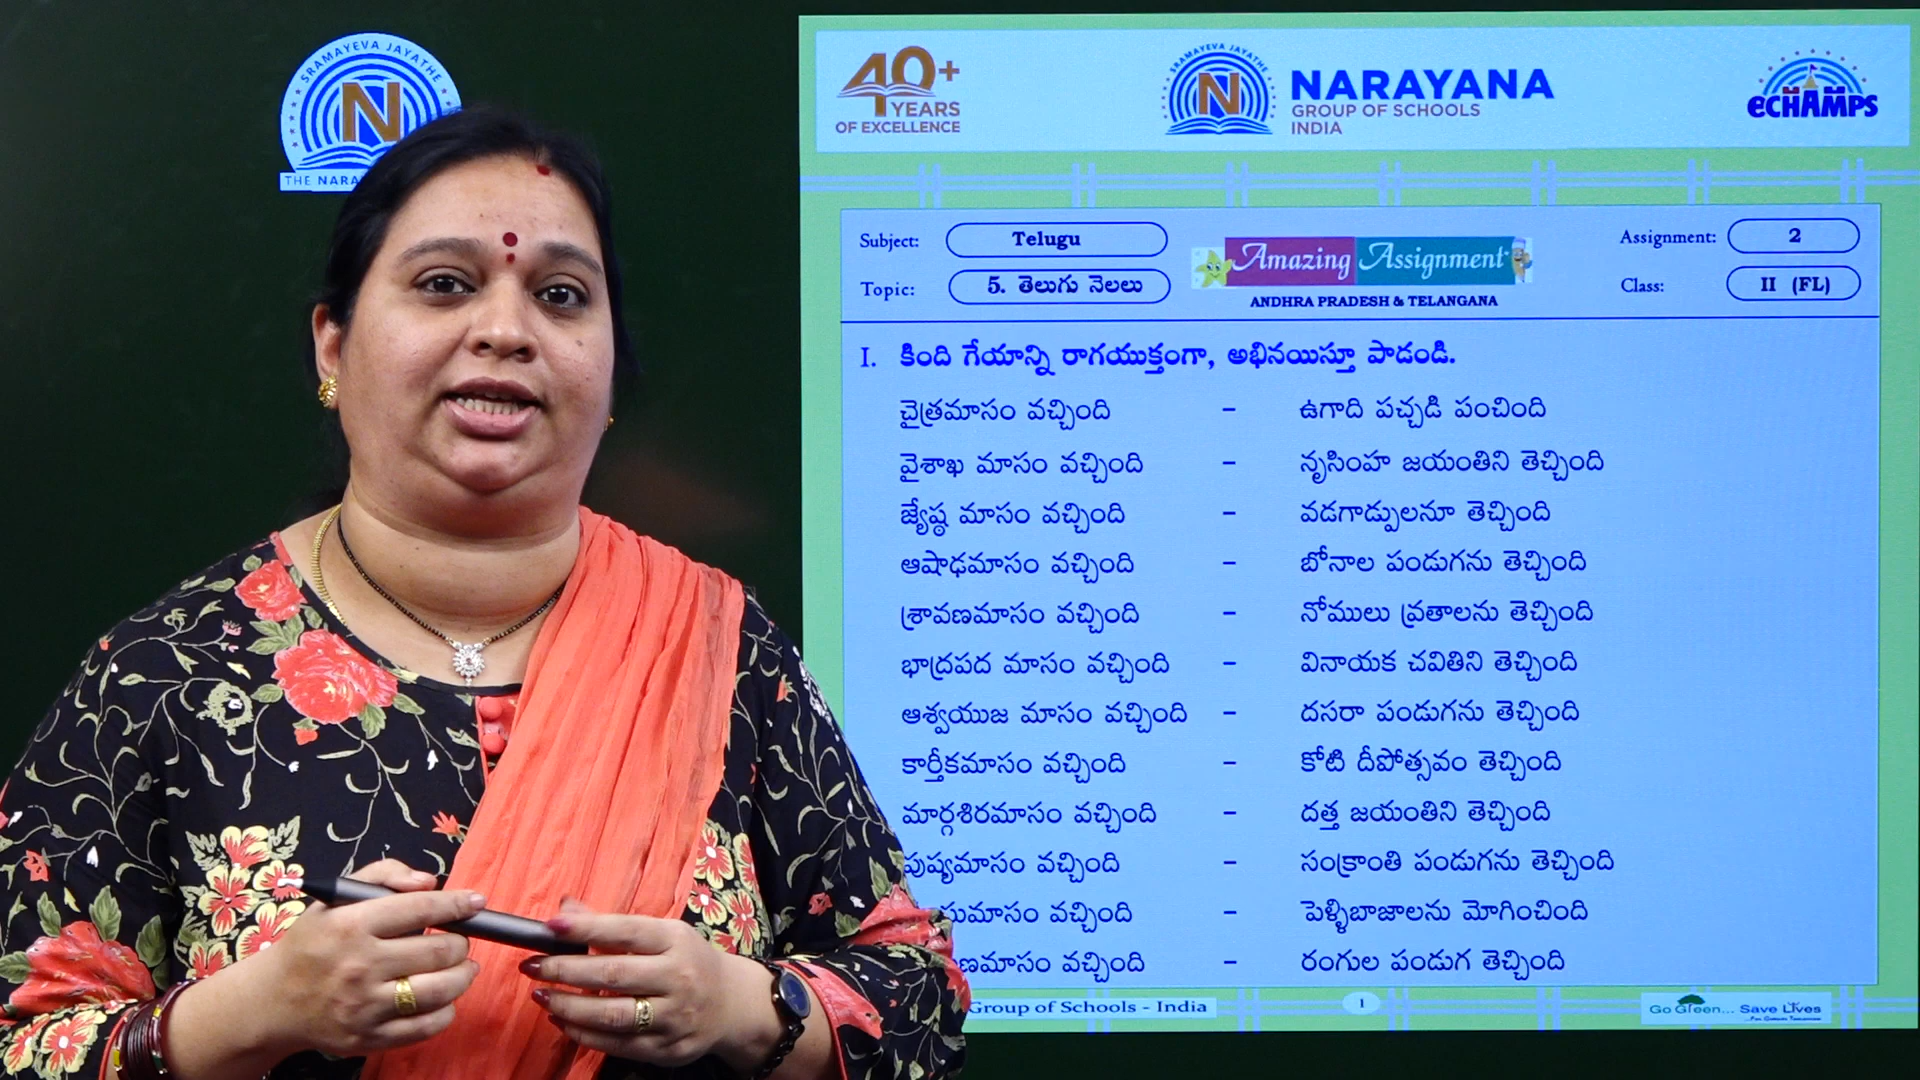 SRAMAYEVA JAYATHE
N
THE
40+
YEARS
OF EXCELLENCE
SRAMAYEVA JAYATHE
N
NARAYANA
GROUP OF SCHOOLS
INDIA
eCHAMPS
Subject: Telugu
Topic: 5. తెలుగు నెలలు
Amazing Assignment
ANDHRA PRADESH & TELANGANA
Assignment: 2
Class: II (FL)
I. కింది గేయాన్ని రాగయుక్తంగా, అభినయిస్తూ పాడండి.
చైత్రమాసం వచ్చింది – ఉగాది పచ్చడి పంచింది
వైశాఖ మాసం వచ్చింది – నృసింహ జయంతిని తెచ్చింది
జ్యేష్ఠ మాసం వచ్చింది – వడగాడ్పులనూ తెచ్చింది
ఆషాఢమాసం వచ్చింది – బోనాల పండుగను తెచ్చింది
శ్రావణమాసం వచ్చింది – నోములు వ్రతాలను తెచ్చింది
భాద్రపద మాసం వచ్చింది – వినాయక చవితిని తెచ్చింది
ఆశ్వయుజ మాసం వచ్చింది – దసరా పండుగను తెచ్చింది
కార్తీకమాసం వచ్చింది – కోటి దీపోత్సవం తెచ్చింది
మార్గశిరమాసం వచ్చింది – దత్త జయంతిని తెచ్చింది
పుష్యమాసం వచ్చింది – సంక్రాంతి పండుగను తెచ్చింది
వచ్చింది – పెళ్ళిబాజాలను మోగించింది
వచ్చింది – రంగుల పండుగ తెచ్చింది
Group of Schools - India
1
Go Green... Save Lives